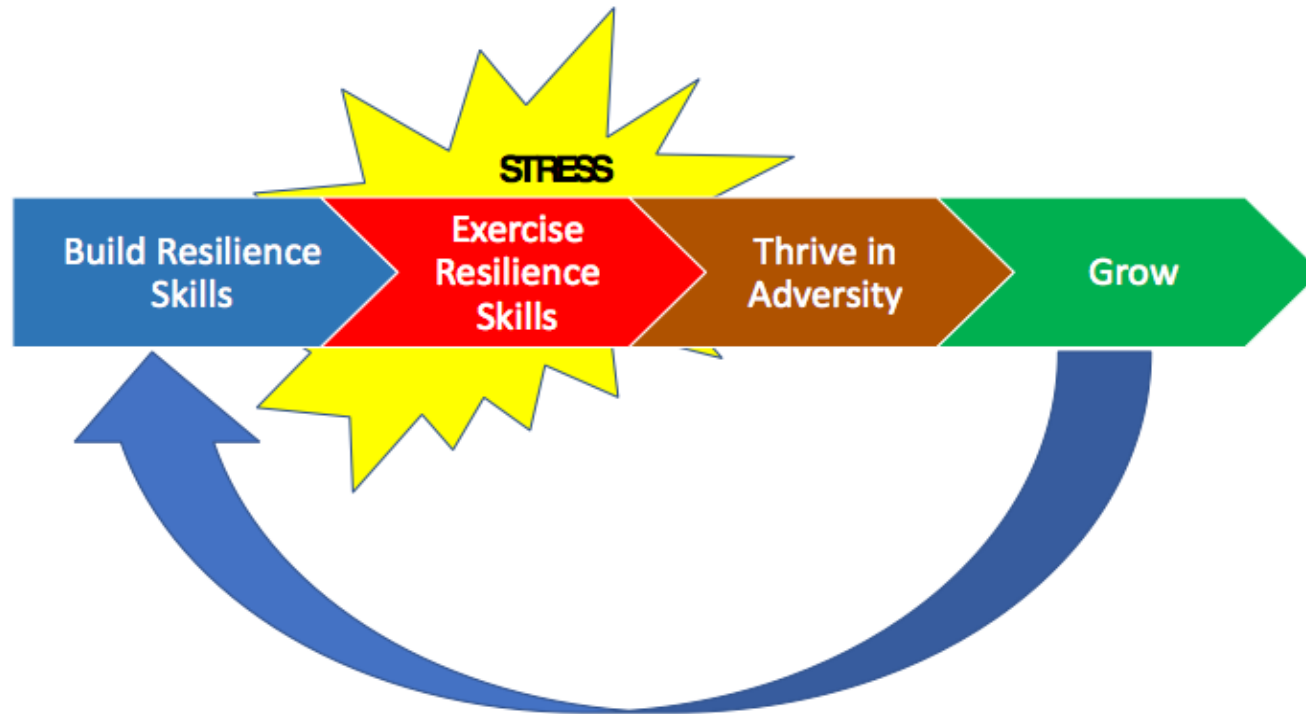 STRESS
Build Resilience
Skills
Exercise
Resilience
Skills
Thrive in
Adversity
Grow